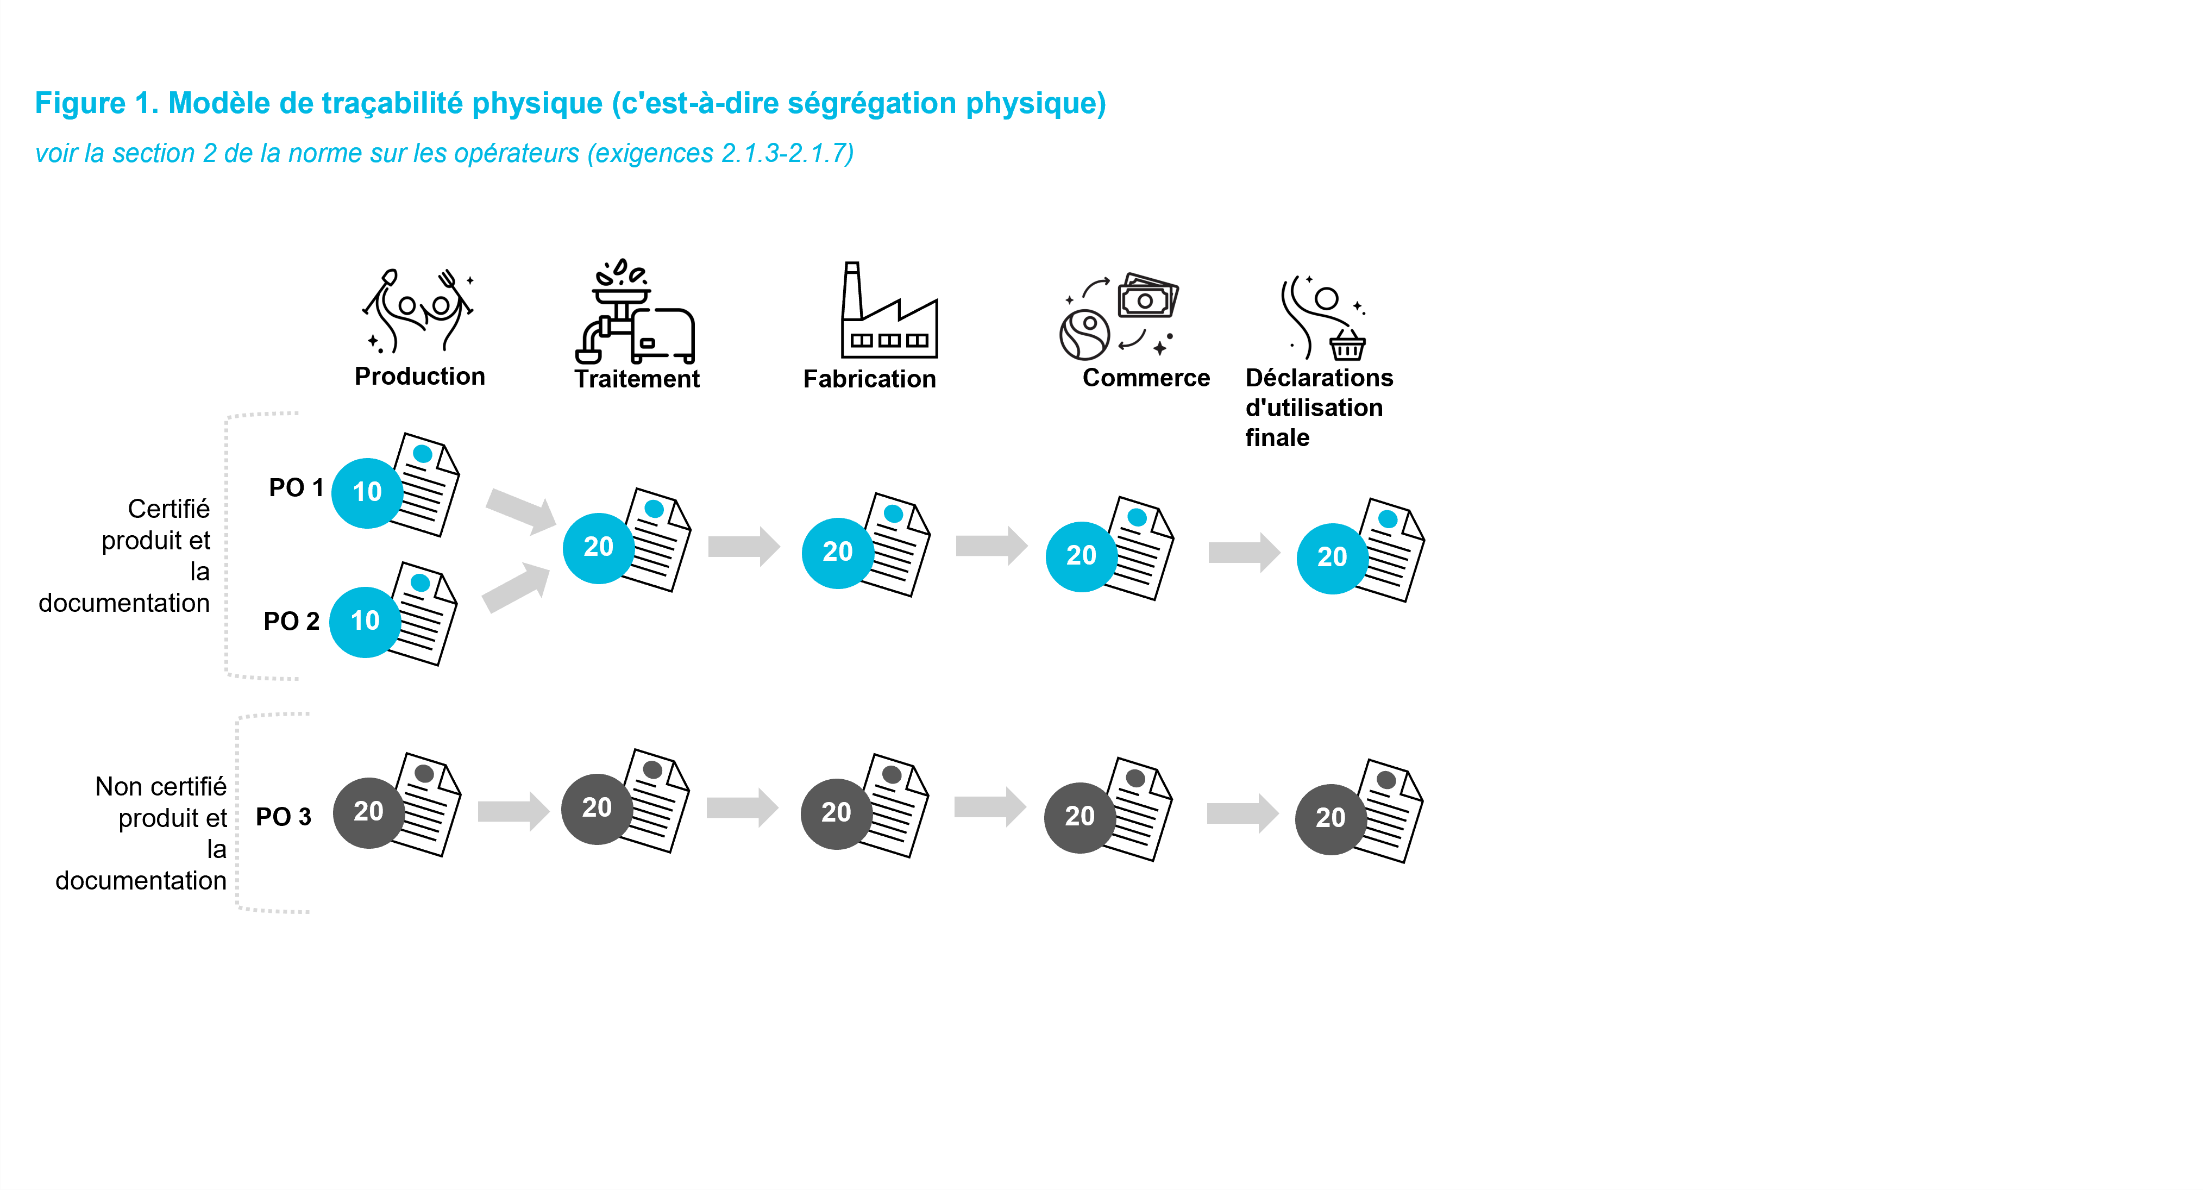 Figure 1. Modèle de traçabilité physique (c'est-à-dire ségrégation physique)
voir la section 2 de la norme sur les opérateurs (exigences 2.1.3-2.1.7)
Production
Traitement
Fabrication
Commerce
Déclarations
d'utilisation
finale
Certifié
produit et
la
documentation
PO 1
10
PO 2
10
20
20
20
20
Non certifié
produit et
la
documentation
PO 3
20
20
20
20
20